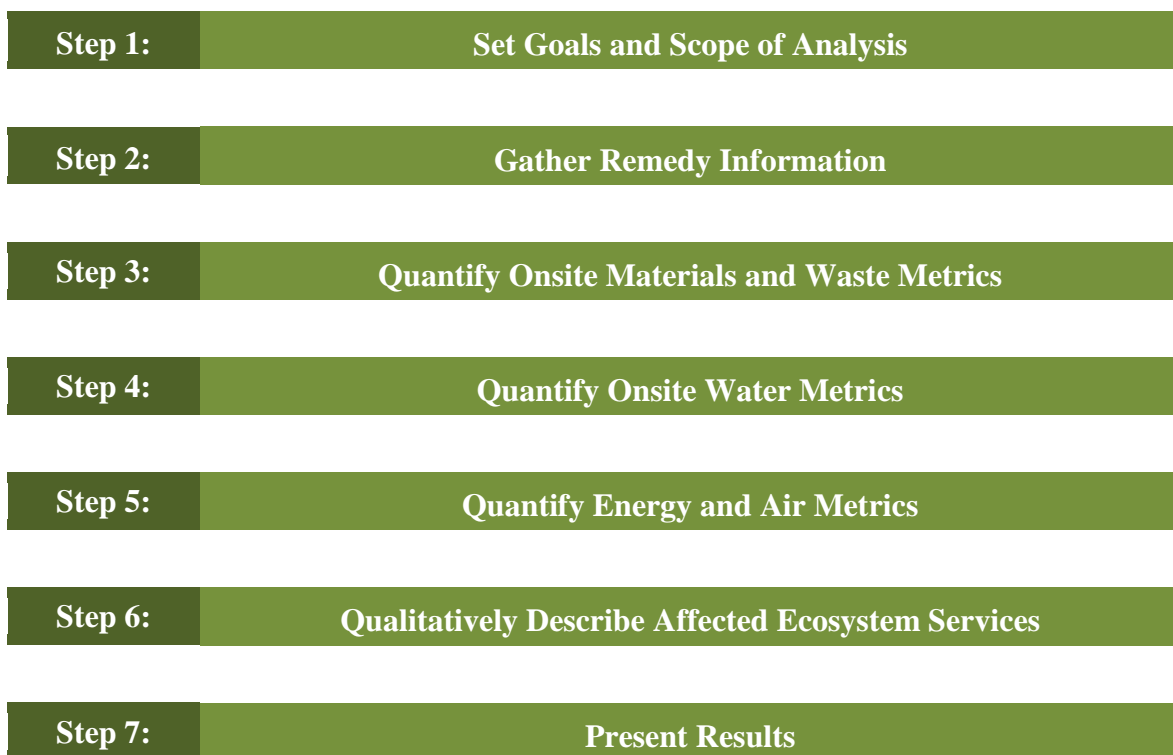 Step 1: Set Goals and Scope of Analysis
Step 2: Gather Remedy Information
Step 3: Quantify Onsite Materials and Waste Metrics
Step 4: Quantify Onsite Water Metrics
Step 5: Quantify Energy and Air Metrics
Step 6: Qualitatively Describe Affected Ecosystem Services
Step 7: Present Results